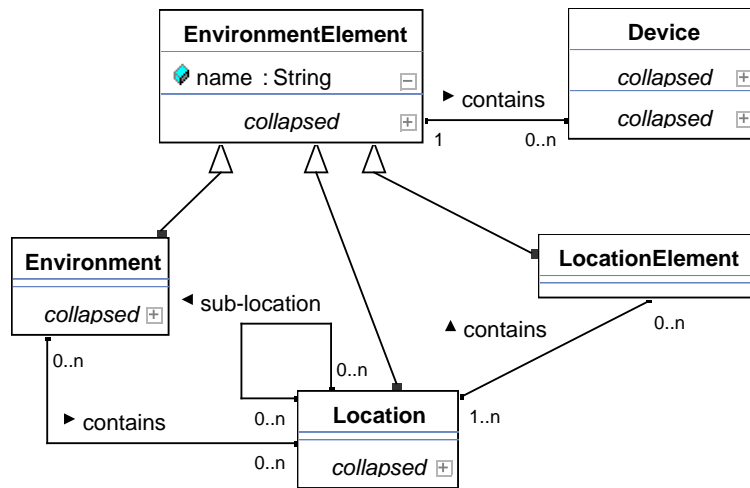 EnvironmentElement
name : String
collapsed
Device
collapsed
collapsed
contains
1
0..n
Environment
collapsed
LocationElement
sub-location
contains
0..n
0..n
0..n
contains
0..n
0..n
1..n
Location
collapsed